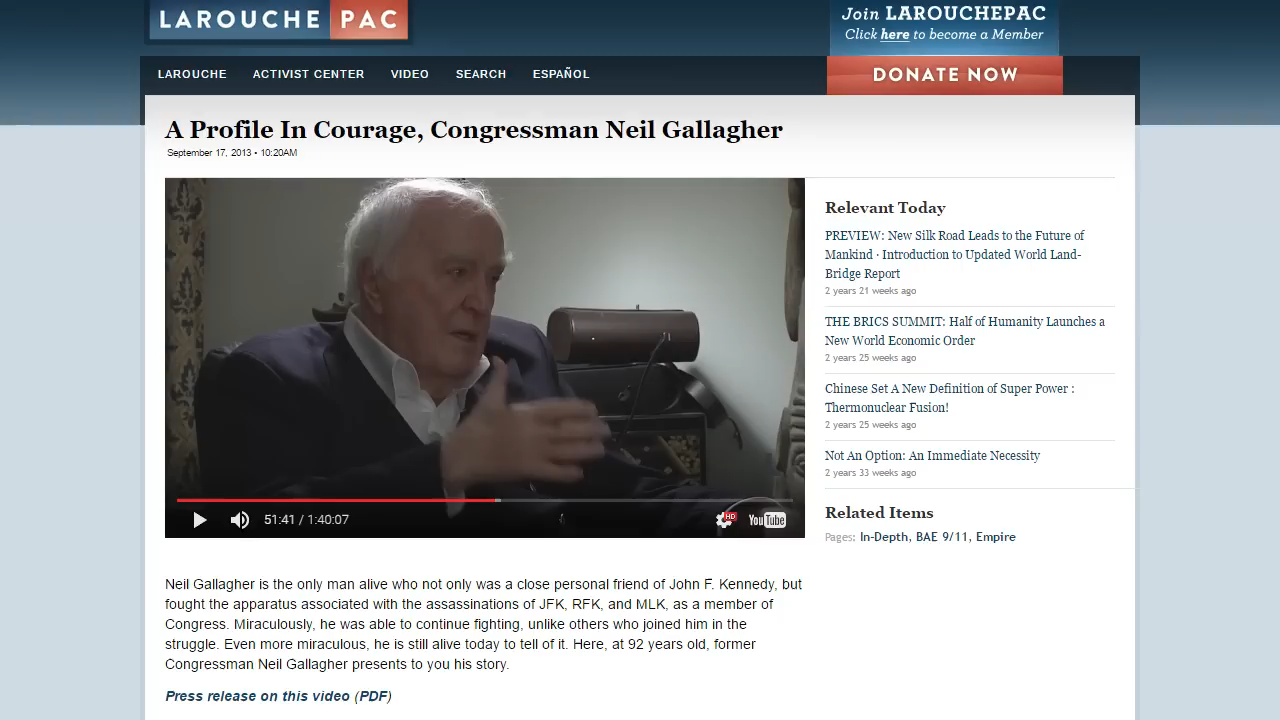 LAROUCHE PAC
Join LAROUCHEPAC
Click here to become a Member
LAROUCHE ACTIVIST CENTER VIDEO SEARCH ESPAÑOL
DONATE NOW
A Profile In Courage, Congressman Neil Gallagher
September 17, 2013 • 10:20AM
51:41 / 1:40:07
HD
YouTube
Relevant Today
PREVIEW: New Silk Road Leads to the Future of
Mankind · Introduction to Updated World Land-
Bridge Report
2 years 21 weeks ago
THE BRICS SUMMIT: Half of Humanity Launches a
New World Economic Order
2 years 25 weeks ago
Chinese Set A New Definition of Super Power :
Thermonuclear Fusion!
2 years 25 weeks ago
Not An Option: An Immediate Necessity
2 years 33 weeks ago
Related Items
Pages: In-Depth, BAE 9/11, Empire
Neil Gallagher is the only man alive who not only was a close personal friend of John F. Kennedy, but
fought the apparatus associated with the assassinations of JFK, RFK, and MLK, as a member of
Congress. Miraculously, he was able to continue fighting, unlike others who joined him in the
struggle. Even more miraculous, he is still alive today to tell of it. Here, at 92 years old, former
Congressman Neil Gallagher presents to you his story.
Press release on this video (PDF)